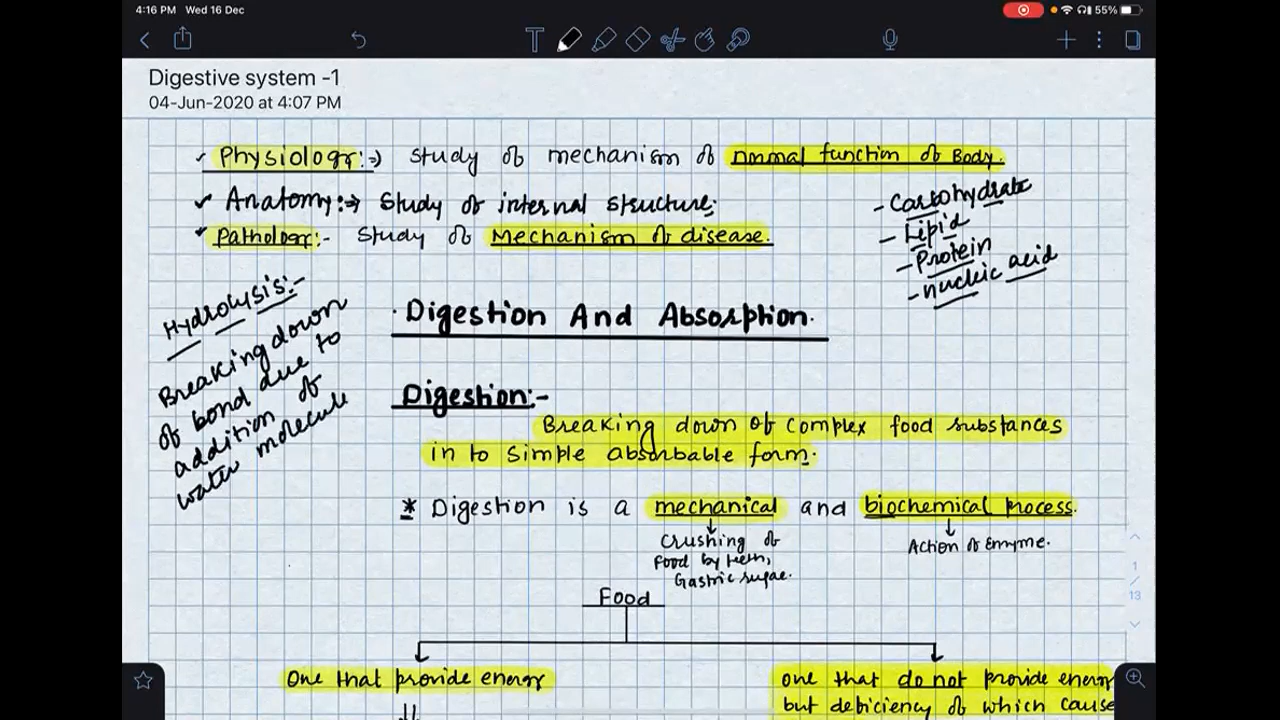 4:16 PM Wed 16 Dec
55%
Digestive system -1
04-Jun-2020 at 4:07 PM
Physiology:→ study of mechanism of normal function of Body.
Anatomy:→ Study of internal structure.
Pathology:- study of Mechanism of disease.
- Carbohydrate
- Lipid
- Protein
- nucleic acid
Hydrolysis:-
Breaking down
of bond due to
addition of
water molecule
Digestion And Absorption.
Digestion:-
Breaking down of complex food substances
in to simple absorbable form.
* Digestion is a mechanical and biochemical process.
Crushing of
food by teeth,
Gastric
Action of Enzyme.
Food
One that provide energy
one that do not provide energy
but deficiency of which cause
1
/
13